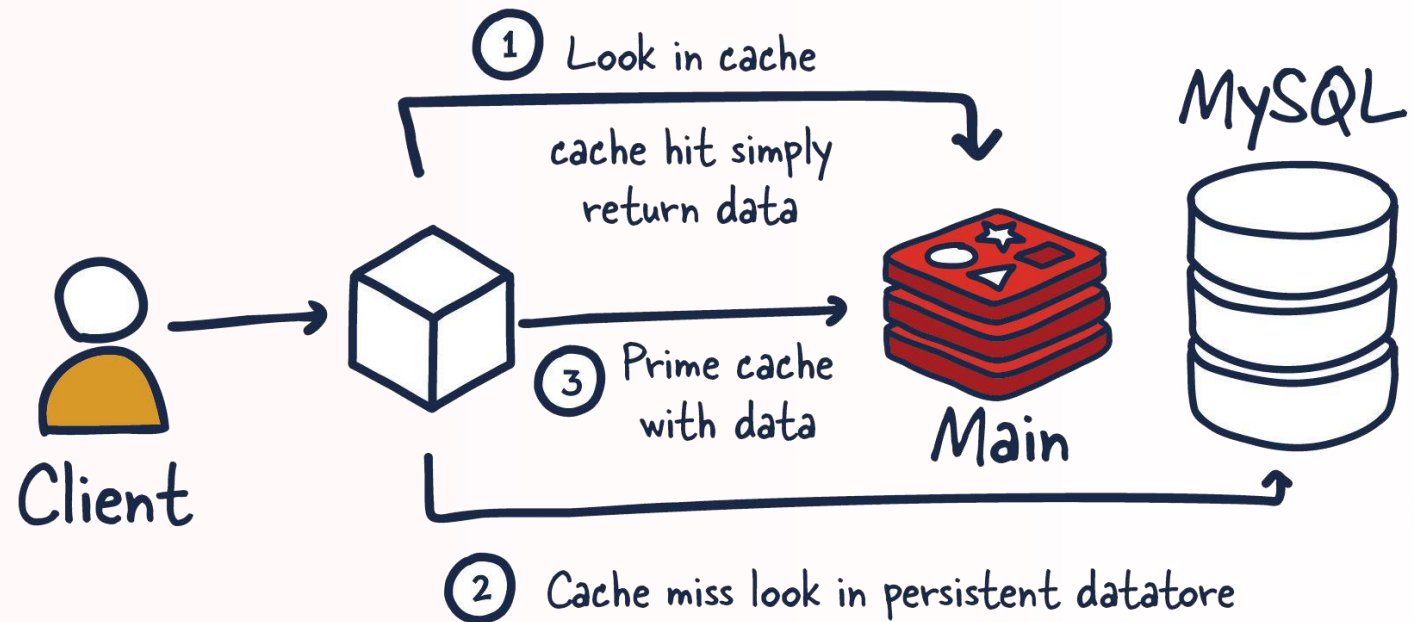 1 Look in cache
cache hit simply
return data
MySQL
3 Prime cache
with data
Main
Client
2 Cache miss look in persistent datatore